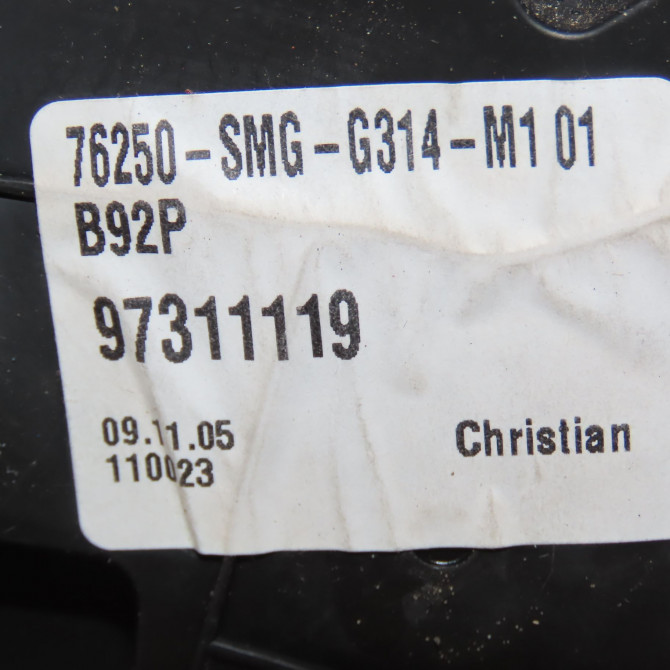 76250-SMG-G314-M1 01
B92P
97311119
09.11.05 Christian
110023